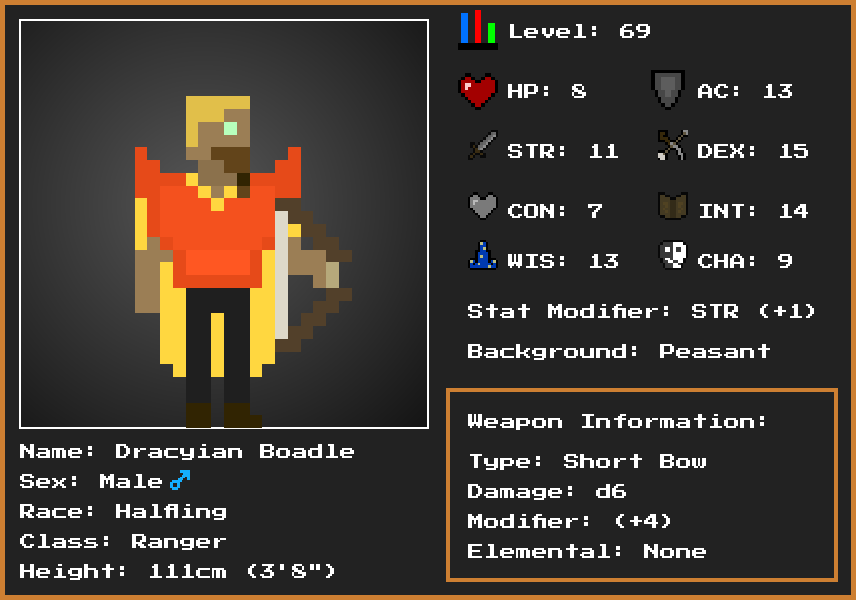 Level: 69
HP: 8 AC: 13
STR: 11 DEX: 15
CON: 7 INT: 14
WIS: 13 CHA: 9
Stat Modifier: STR (+1)
Background: Peasant
Weapon Information:
Type: Short Bow
Damage: d6
Modifier: (+4)
Elemental: None
Name: Dracyian Boadle
Sex: Male ♂
Race: Halfling
Class: Ranger
Height: 111cm (3'8")